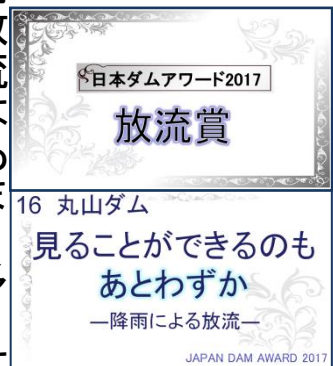 日本ダムアワード2017
放流賞
16 丸山ダム
見ることができるのも
あとわずか
―降雨による放流―
JAPAN DAM AWARD 2017